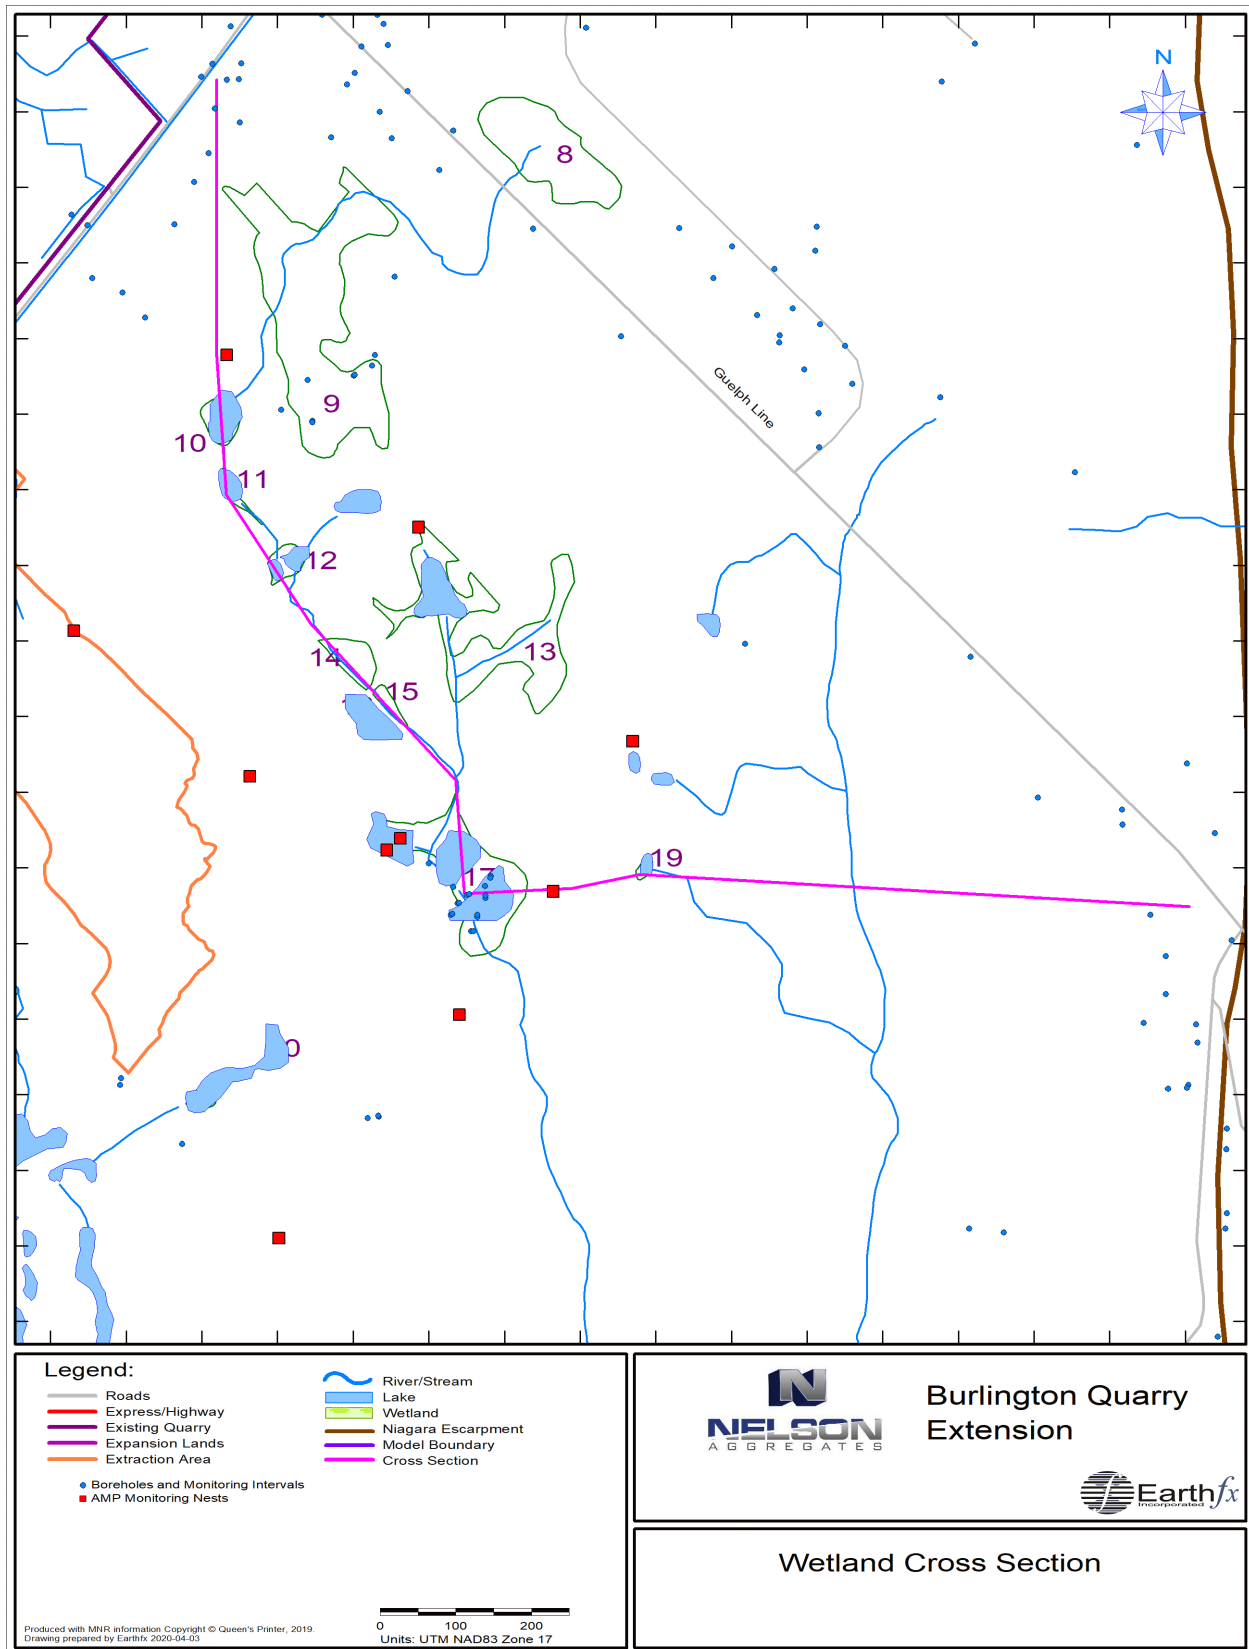 N
8
Guelph Line
9
10
11
12
13
14
15
17
19
0
Legend:
Roads
Express/Highway
Existing Quarry
Expansion Lands
Extraction Area
River/Stream
Lake
Wetland
Niagara Escarpment
Model Boundary
Cross Section
Boreholes and Monitoring Intervals
AMP Monitoring Nests
0 100 200
Units: UTM NAD83 Zone 17
Produced with MNR information Copyright © Queen's Printer, 2019.
Drawing prepared by Earthfx 2020-04-03
N
NELSON
AGGREGATES
Burlington Quarry
Extension
Earthfx
Incorporated
Wetland Cross Section